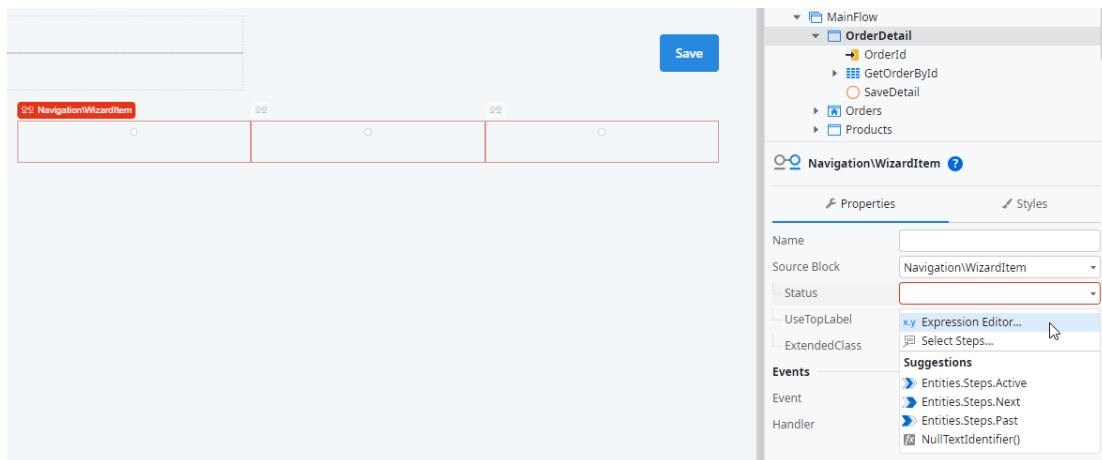 MainFlow
OrderDetail
OrderId
GetOrderById
SaveDetail
Orders
Products
Save
Navigation\WizardItem
Navigation\WizardItem ?
Properties
Styles
Name
Source Block Navigation\WizardItem
Status
UseTopLabel
x.y Expression Editor...
Select Steps...
ExtendedClass
Suggestions
Events
Entities.Steps.Active
Event
Entities.Steps.Next
Entities.Steps.Past
Handler
fx NullTextIdentifier()